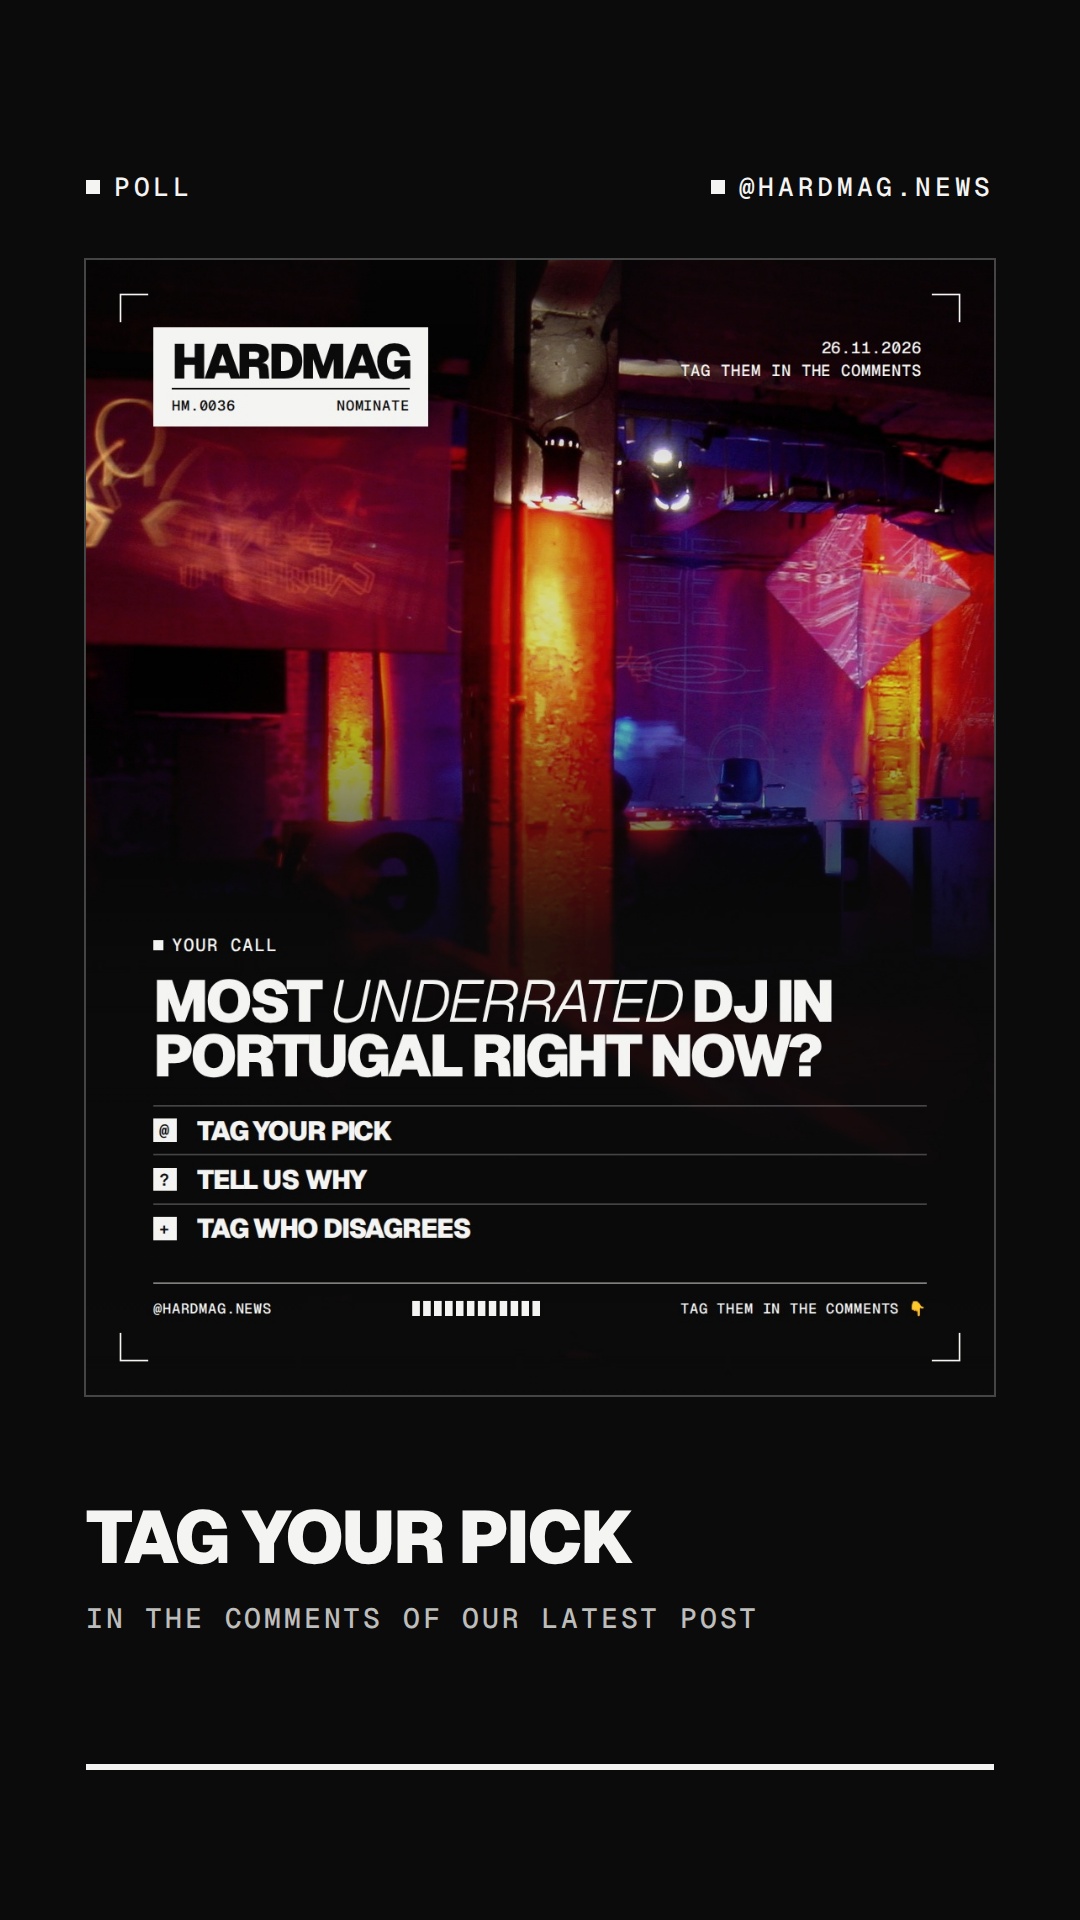 POLL
@HARDMAG.NEWS
HARDMAG
HM.0036 NOMINATE
26.11.2026
TAG THEM IN THE COMMENTS
YOUR CALL
MOST UNDERRATED DJ IN
PORTUGAL RIGHT NOW?
@ TAG YOUR PICK
? TELL US WHY
+ TAG WHO DISAGREES
@HARDMAG.NEWS
TAG THEM IN THE COMMENTS 👇
TAG YOUR PICK
IN THE COMMENTS OF OUR LATEST POST